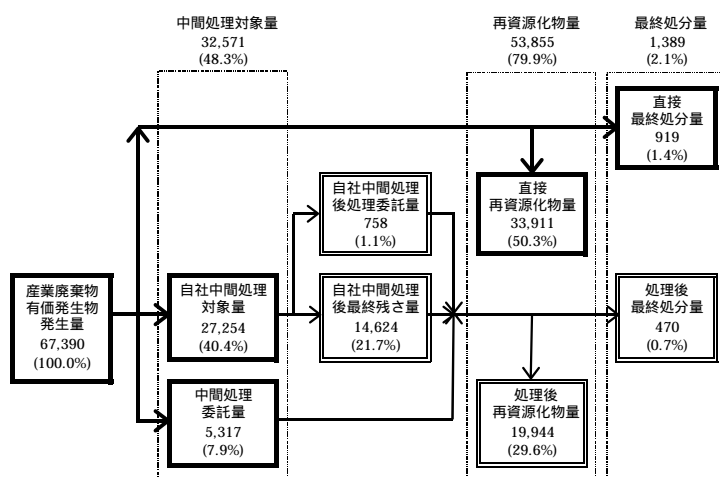 中間処理対象量
32,571
(48.3%)
再資源化物量
53,855
(79.9%)
最終処分量
1,389
(2.1%)
直接
最終処分量
919
(1.4%)
自社中間処理
後処理委託量
758
(1.1%)
直接
再資源化物量
33,911
(50.3%)
産業廃棄物
有価発生物
発生量
67,390
(100.0%)
自社中間処理
対象量
27,254
(40.4%)
自社中間処理
後最終残さ量
14,624
(21.7%)
処理後
最終処分量
470
(0.7%)
中間処理
委託量
5,317
(7.9%)
処理後
再資源化物量
19,944
(29.6%)